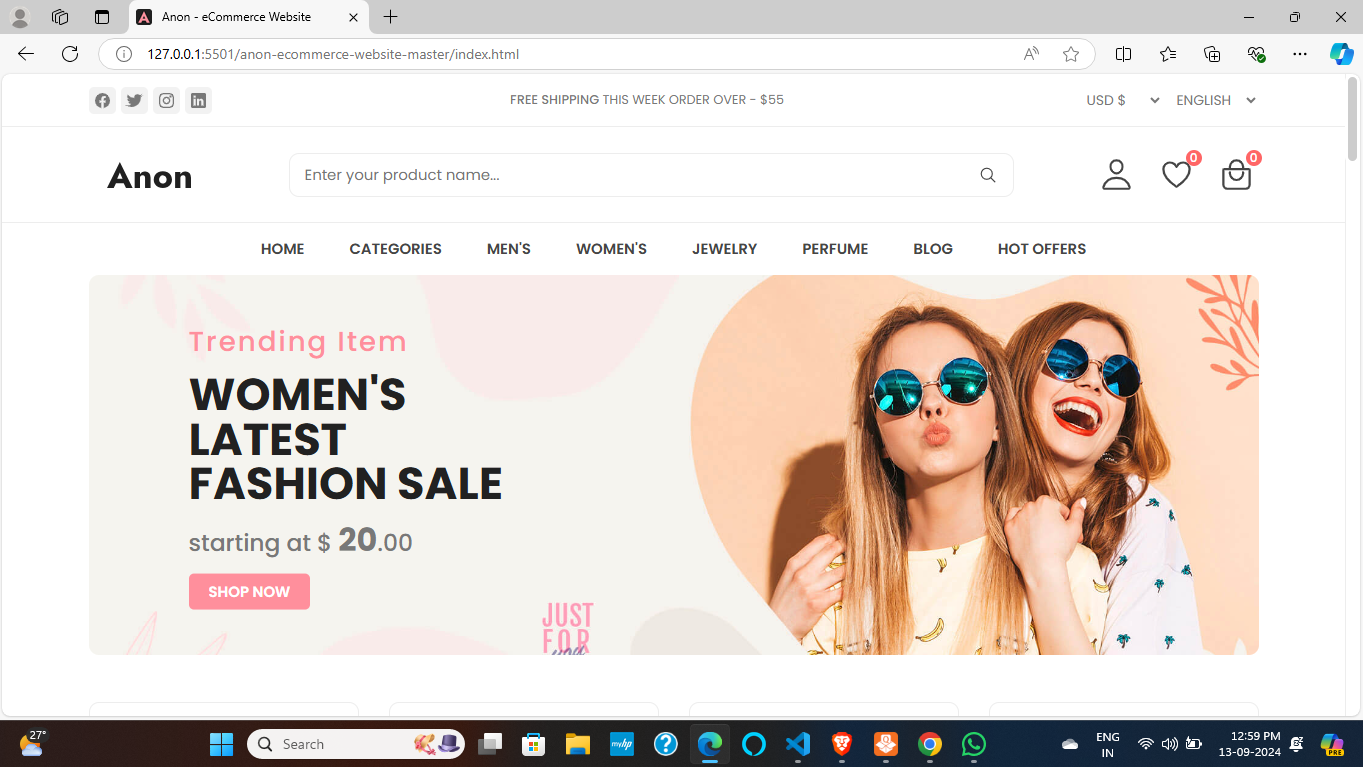 Anon - eCommerce Website
127.0.0.1:5501/anon-ecommerce-website-master/index.html
FREE SHIPPING THIS WEEK ORDER OVER - $55
USD $
ENGLISH
Anon
Enter your product name...
0
0
HOME
CATEGORIES
MEN'S
WOMEN'S
JEWELRY
PERFUME
BLOG
HOT OFFERS
Trending Item
WOMEN'S
LATEST
FASHION SALE
starting at $ 20.00
SHOP NOW
JUST
FOR
you
27°
Search
myhp
ENG
IN
12:59 PM
13-09-2024
PRE